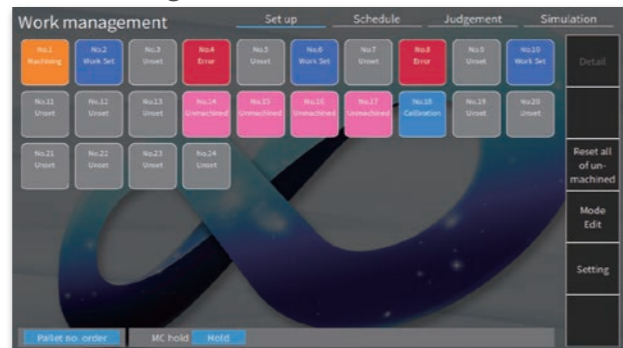 Work management
Set up
Schedule
Judgement
Simulation
No.1
Machining
No.2
Work Set
No.3
Unset
No.4
Error
No.5
Unset
No.6
Work Set
No.7
Unset
No.8
Error
No.9
Unset
No.10
Work Set
Detail
No.11
Unset
No.12
Unset
No.13
Unset
No.14
Unmachined
No.15
Unmachined
No.16
Unmachined
No.17
Unmachined
No.18
Calibration
No.19
Unset
No.20
Unset
No.21
Unset
No.22
Unset
No.23
Unset
No.24
Unset
Reset all
of un-
machined
Mode
Edit
Setting
Pallet no. order
MC hold
Hold